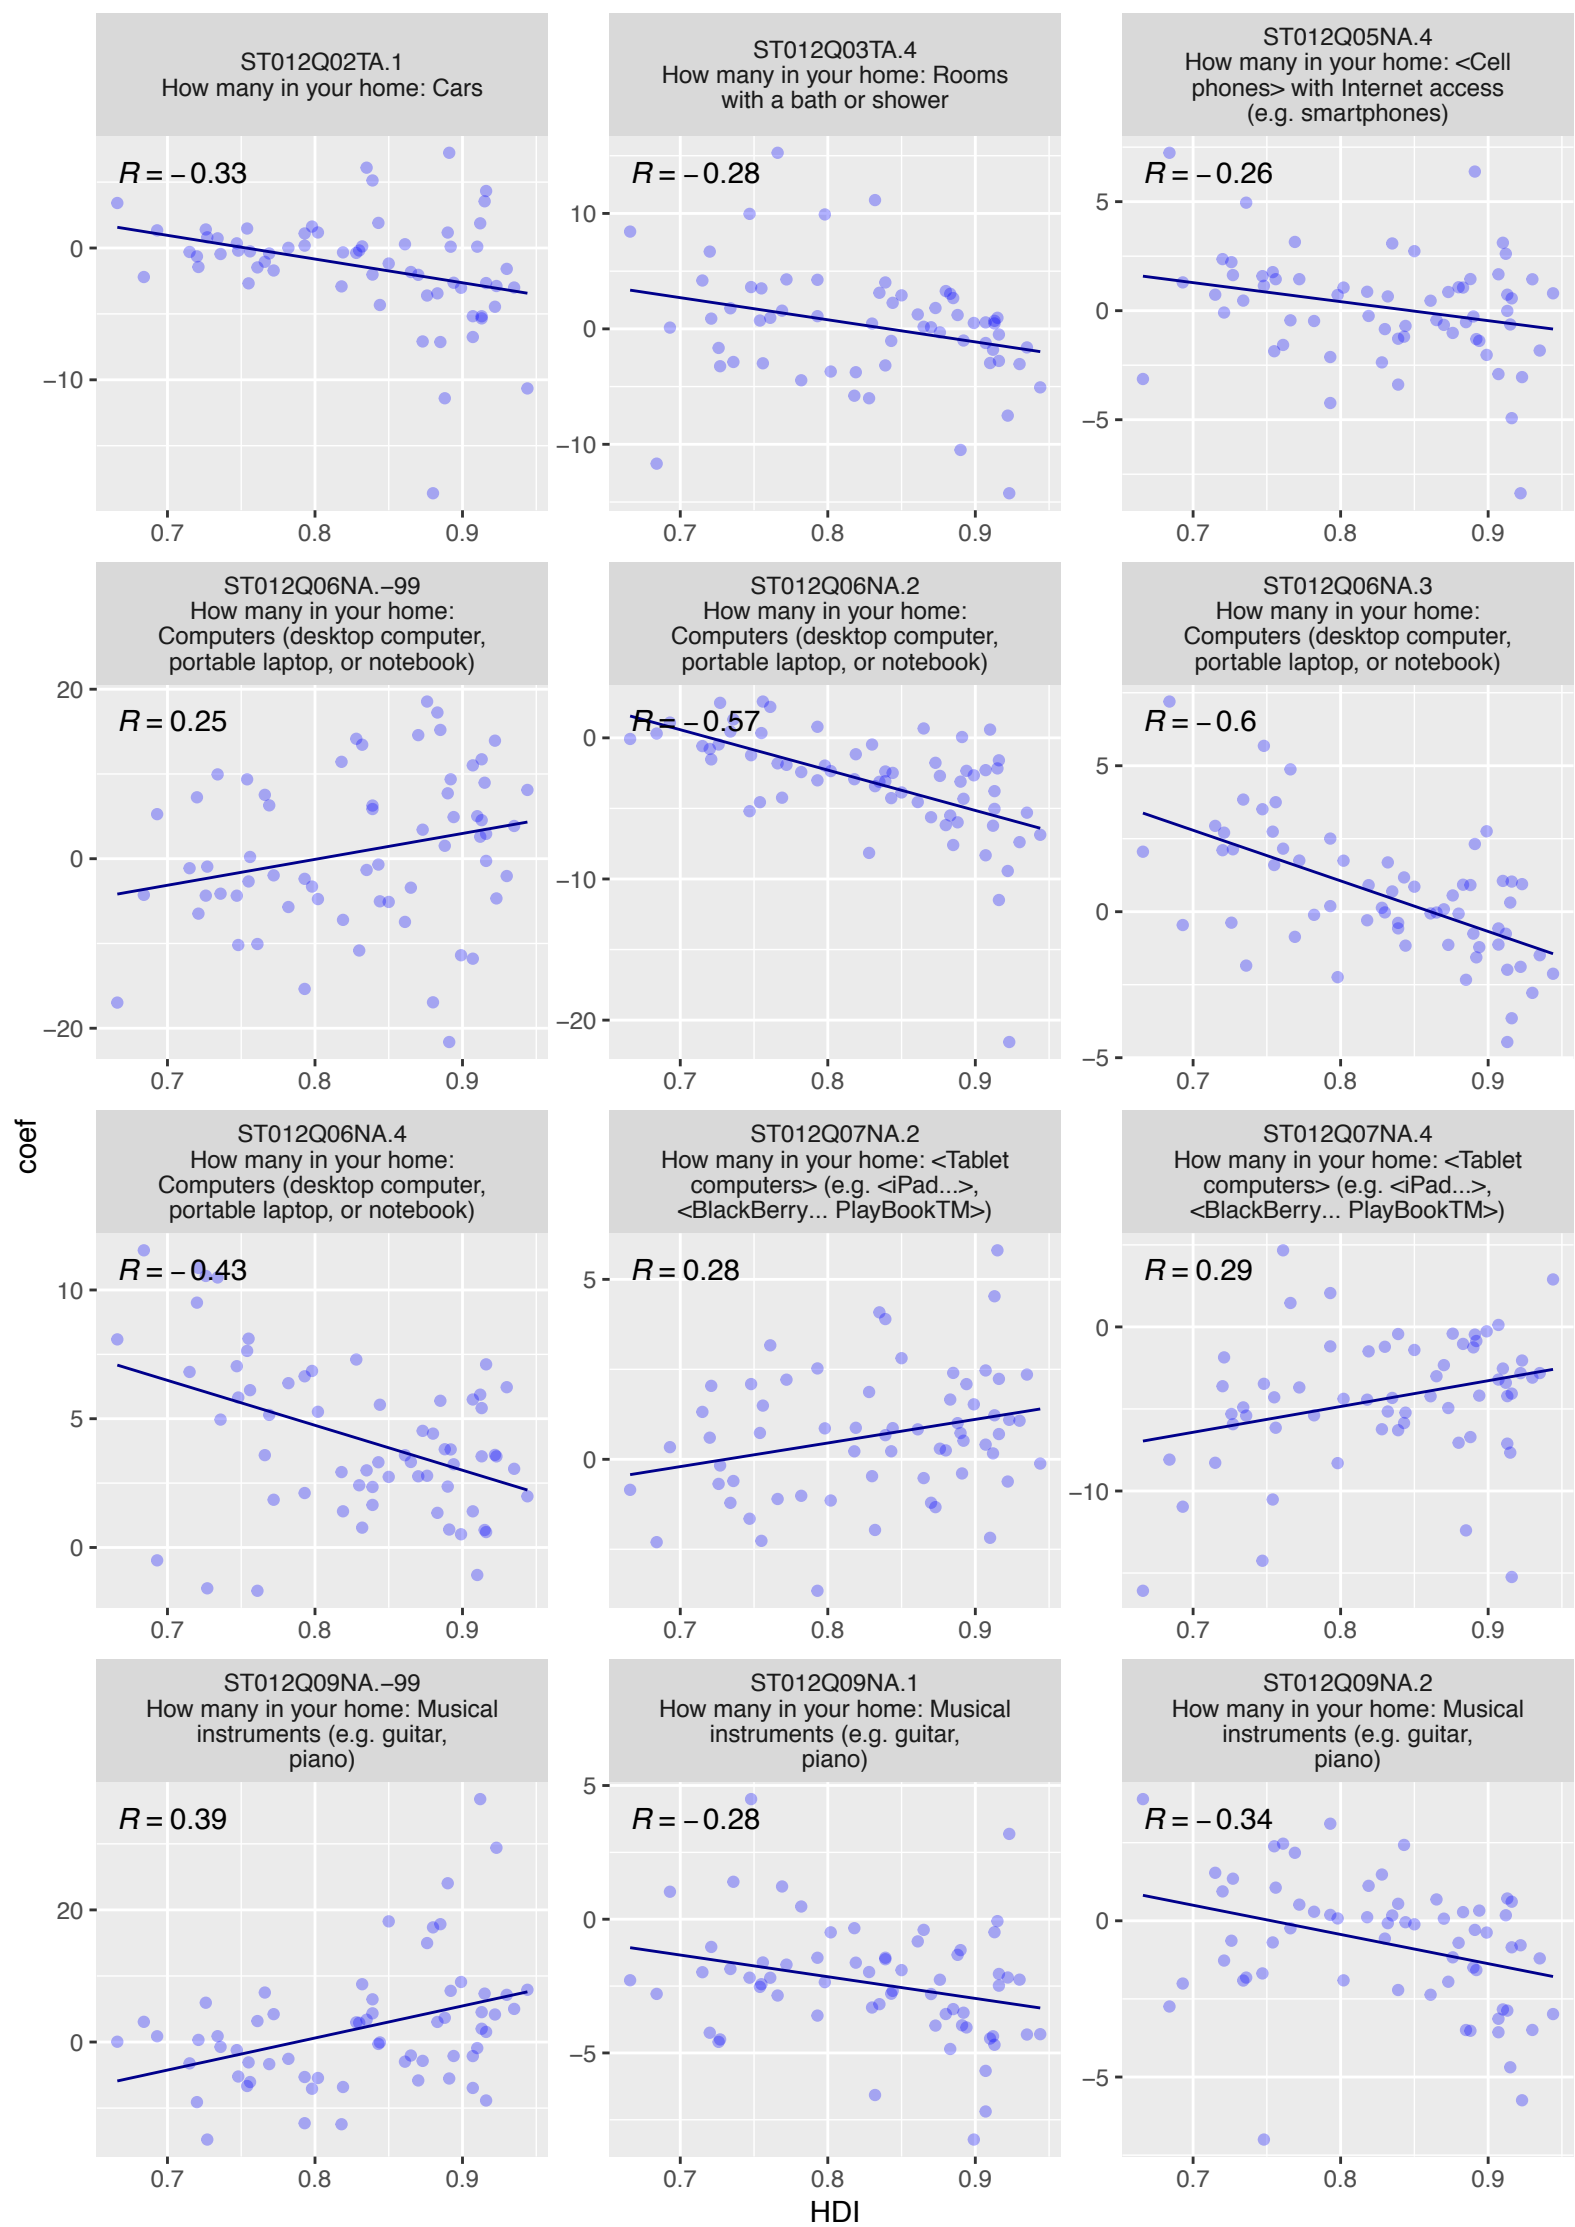 ST012Q02TA.1
How many in your home: Cars
ST012Q03TA.4
How many in your home: Rooms
with a bath or shower
ST012Q05NA.4
How many in your home: <Cell
phones> with Internet access
(e.g. smartphones)
R = −0.33
0
−10
0.7 0.8 0.9
R = −0.28
10
0
−10
0.7 0.8 0.9
R = −0.26
5
0
−5
0.7 0.8 0.9
ST012Q06NA.−99
How many in your home:
Computers (desktop computer,
portable laptop, or notebook)
ST012Q06NA.2
How many in your home:
Computers (desktop computer,
portable laptop, or notebook)
ST012Q06NA.3
How many in your home:
Computers (desktop computer,
portable laptop, or notebook)
R = 0.25
20
0
−20
0.7 0.8 0.9
R = −0.57
0
−10
−20
0.7 0.8 0.9
R = −0.6
5
0
−5
0.7 0.8 0.9
coef
ST012Q06NA.4
How many in your home:
Computers (desktop computer,
portable laptop, or notebook)
ST012Q07NA.2
How many in your home: <Tablet
computers> (e.g. <iPad...>,
<BlackBerry... PlayBookTM>)
ST012Q07NA.4
How many in your home: <Tablet
computers> (e.g. <iPad...>,
<BlackBerry... PlayBookTM>)
R = −0.43
10
5
0
0.7 0.8 0.9
R = 0.28
5
0
0.7 0.8 0.9
R = 0.29
0
−10
0.7 0.8 0.9
ST012Q09NA.−99
How many in your home: Musical
instruments (e.g. guitar,
piano)
ST012Q09NA.1
How many in your home: Musical
instruments (e.g. guitar,
piano)
ST012Q09NA.2
How many in your home: Musical
instruments (e.g. guitar,
piano)
R = 0.39
20
0
0.7 0.8 0.9
R = −0.28
5
0
−5
0.7 0.8 0.9
R = −0.34
0
−5
0.7 0.8 0.9
HDI